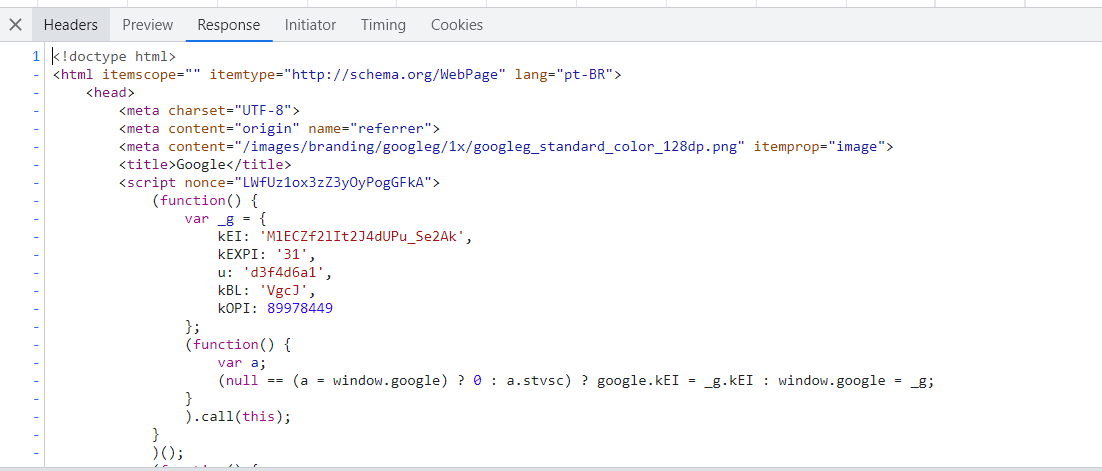 Headers Preview Response Initiator Timing Cookies
1 <!doctype html>
- <html itemscope="" itemtype="http://schema.org/WebPage" lang="pt-BR">
- <head>
- <meta charset="UTF-8">
- <meta content="origin" name="referrer">
- <meta content="/images/branding/googleg/1x/googleg_standard_color_128dp.png" itemprop="image">
- <title>Google</title>
- <script nonce="LWfUz1ox3zZ3yOyPogGFkA">
- (function() {
- var _g = {
- kEI: 'MlECZf2lIt2J4dUPu_Se2Ak',
- kEXPI: '31',
- u: 'd3f4d6a1',
- kBL: 'VgcJ',
- kOPI: 89978449
- };
- (function() {
- var a;
- (null == (a = window.google) ? 0 : a.stvsc) ? google.kEI = _g.kEI : window.google = _g;
- }
- ).call(this);
- }
- )();